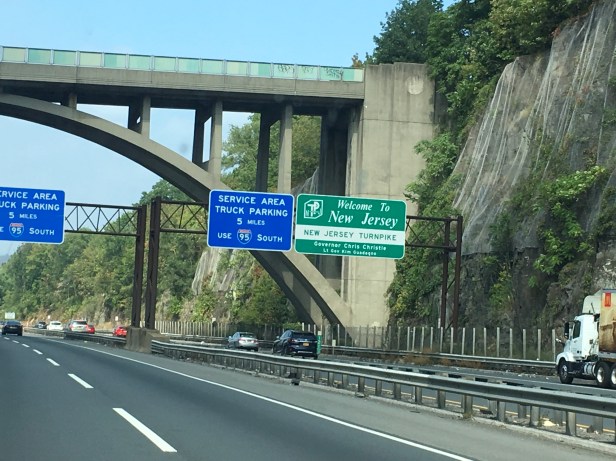 SERVICE AREA
TRUCK PARKING
5 MILES
SE 95 SOUTH
SERVICE AREA
TRUCK PARKING
5 MILES
USE 95 SOUTH
Welcome To
New Jersey
NEW JERSEY TURNPIKE
Governor Chris Christie
Lt Gov Kim Guadagno